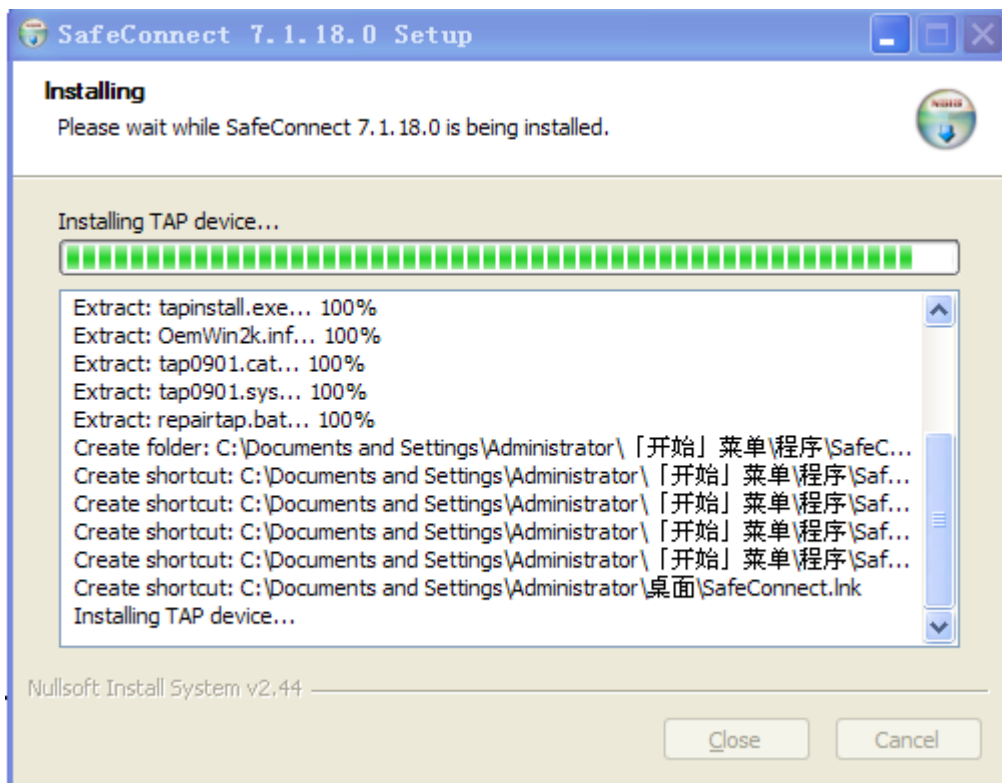 SafeConnect 7.1.18.0 Setup
Installing
Please wait while SafeConnect 7.1.18.0 is being installed.
Installing TAP device...
Extract: tapinstall.exe... 100%
Extract: OemWin2k.inf... 100%
Extract: tap0901.cat... 100%
Extract: tap0901.sys... 100%
Extract: repairtap.bat... 100%
Create folder: C:\Documents and Settings\Administrator\「开始」菜单\程序\SafeC...
Create shortcut: C:\Documents and Settings\Administrator\「开始」菜单\程序\Saf...
Create shortcut: C:\Documents and Settings\Administrator\「开始」菜单\程序\Saf...
Create shortcut: C:\Documents and Settings\Administrator\「开始」菜单\程序\Saf...
Create shortcut: C:\Documents and Settings\Administrator\「开始」菜单\程序\Saf...
Create shortcut: C:\Documents and Settings\Administrator\桌面\SafeConnect.lnk
Installing TAP device...
Nullsoft Install System v2.44
Close
Cancel